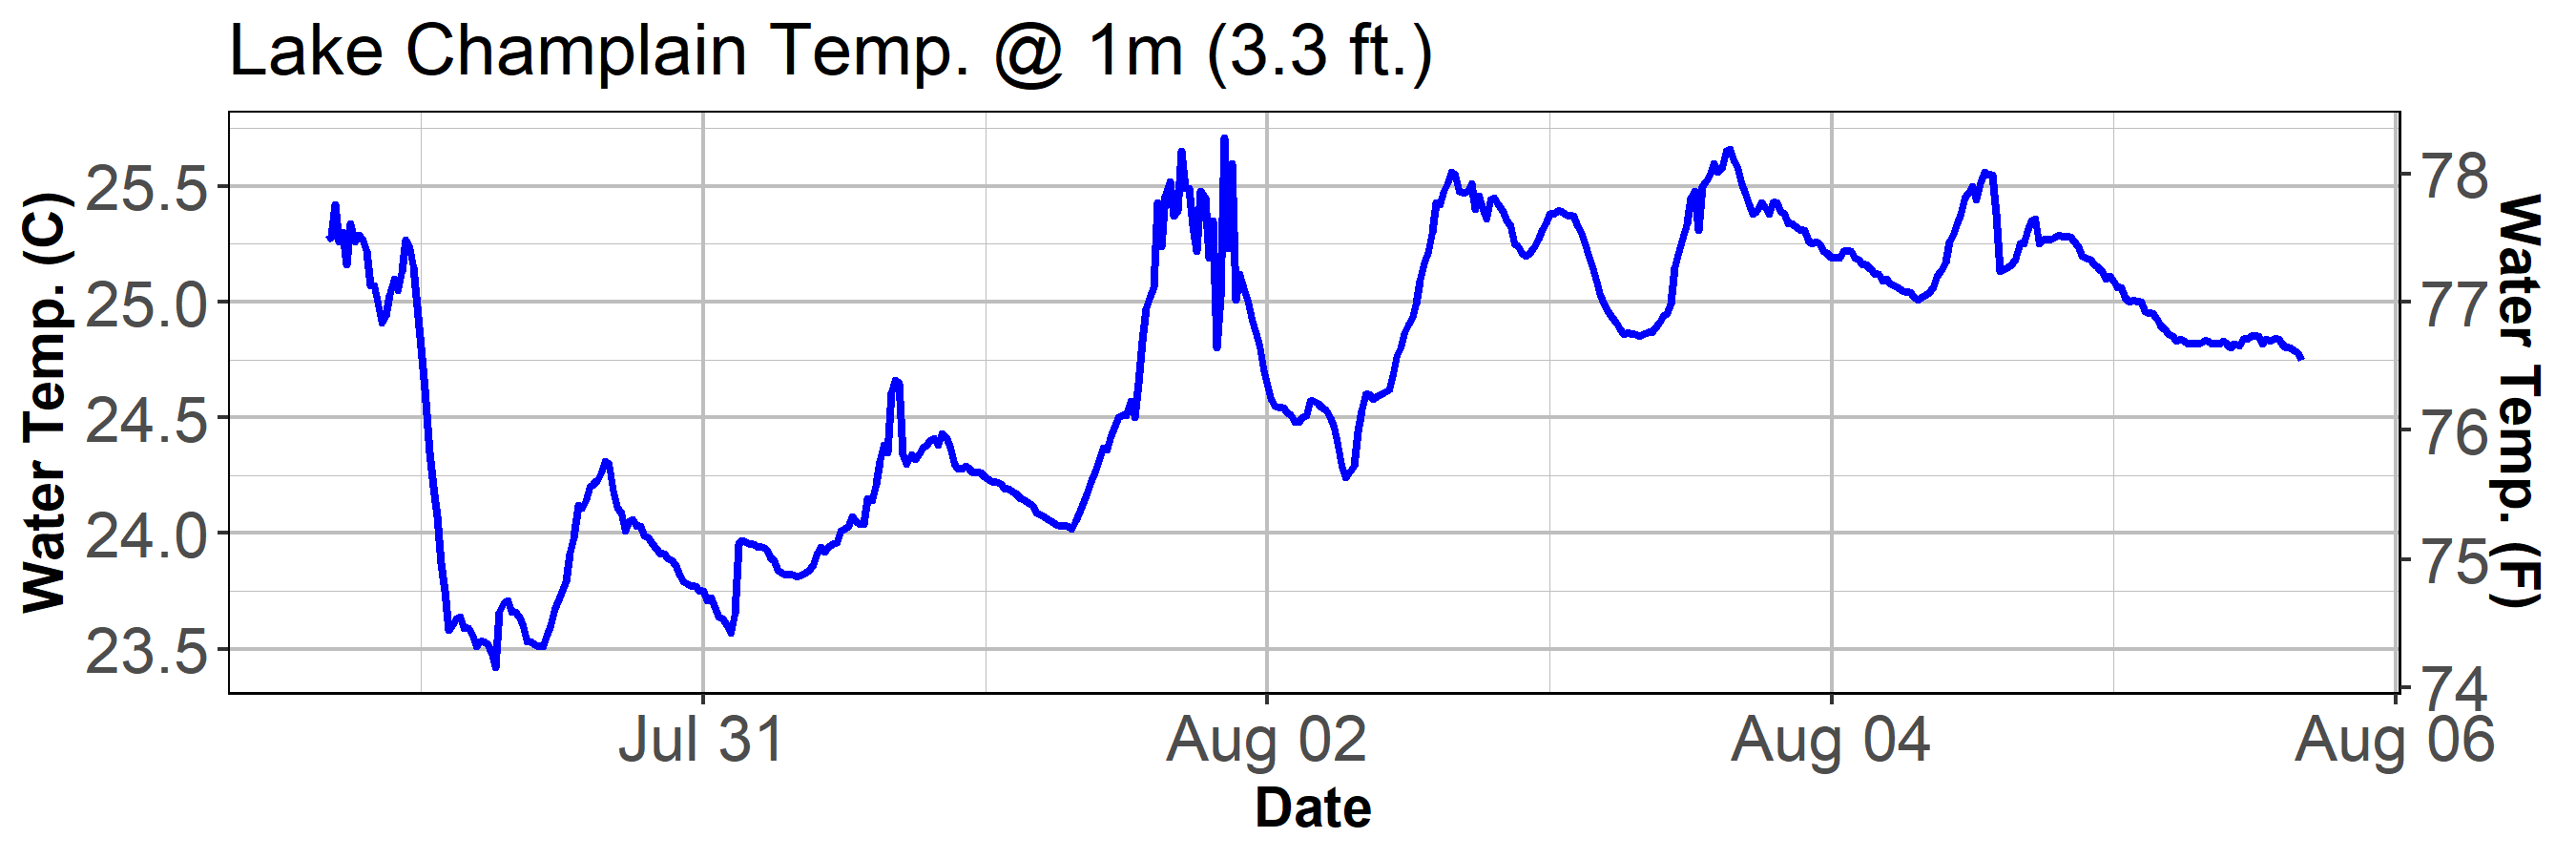 Lake Champlain Temp. @ 1m (3.3 ft.)
Water Temp. (C)
25.5
25.0
24.5
24.0
23.5
78
77
76
75
74
Water Temp. (F)
Jul 31
Aug 02
Aug 04
Aug 06
Date